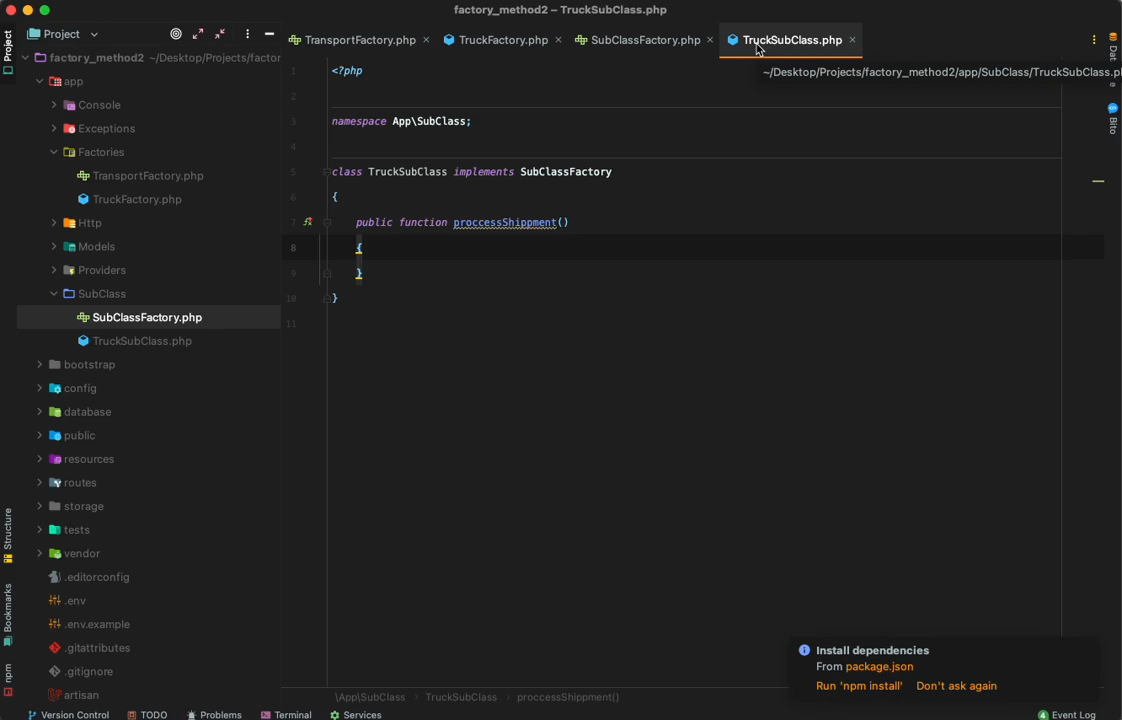 factory_method2 – TruckSubClass.php
Project
Project
TransportFactory.php
TruckFactory.php
SubClassFactory.php
TruckSubClass.php
~/Desktop/Projects/factory_method2/app/SubClass/TruckSubClass.p
Bito
factory_method2 ~/Desktop/Projects/factor
app
Console
Exceptions
Factories
TransportFactory.php
TruckFactory.php
Http
Models
Providers
SubClass
SubClassFactory.php
TruckSubClass.php
bootstrap
config
database
public
resources
routes
storage
tests
vendor
.editorconfig
.env
.env.example
.gitattributes
.gitignore
artisan
Structure
Bookmarks
npm
1 <?php
2
3 namespace App\SubClass;
4
5 class TruckSubClass implements SubClassFactory
6 {
7 public function proccessShippment()
8 {
9 }
10 }
11
\App\SubClass › TruckSubClass › proccessShippment()
Install dependencies
From package.json
Run 'npm install' Don't ask again
Version Control TODO Problems Terminal Services 4 Event Log